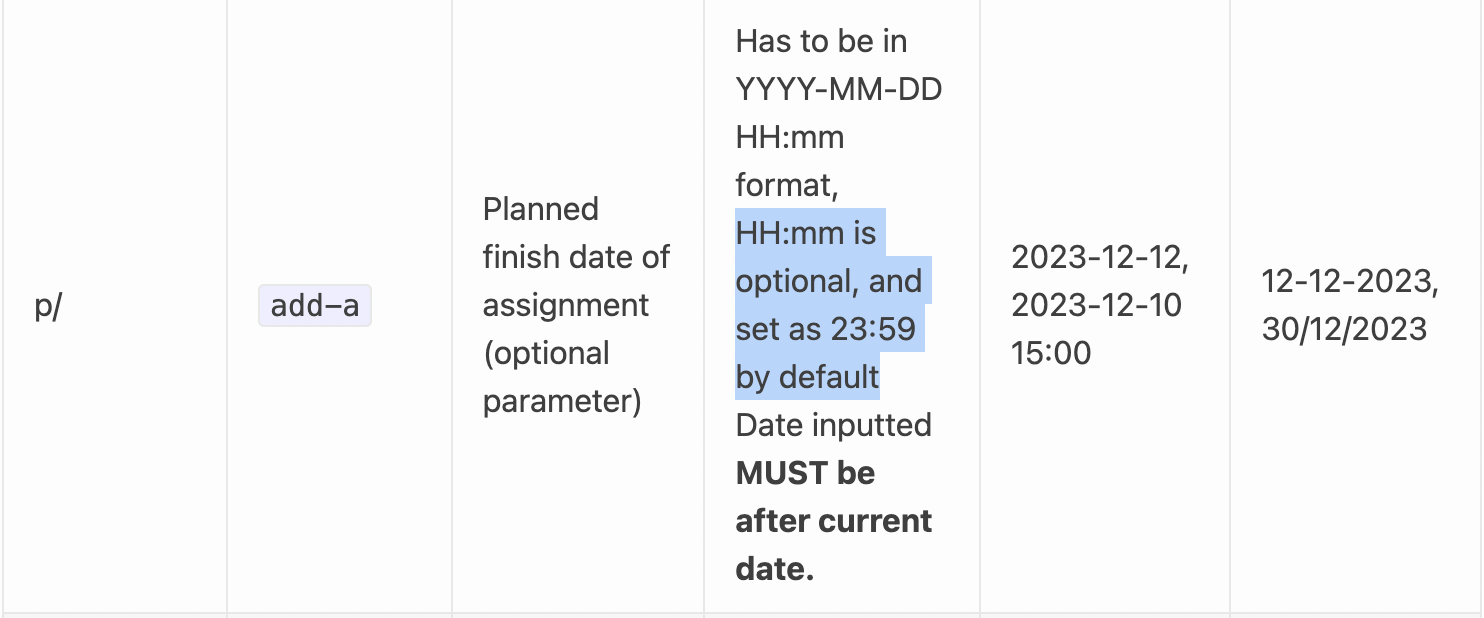 p/
add-a
Planned
finish date of
assignment
(optional
parameter)
Has to be in
YYYY-MM-DD
HH:mm
format,
HH:mm is
optional, and
set as 23:59
by default
Date inputted
MUST be
after current
date.
2023-12-12,
2023-12-10
15:00
12-12-2023,
30/12/2023